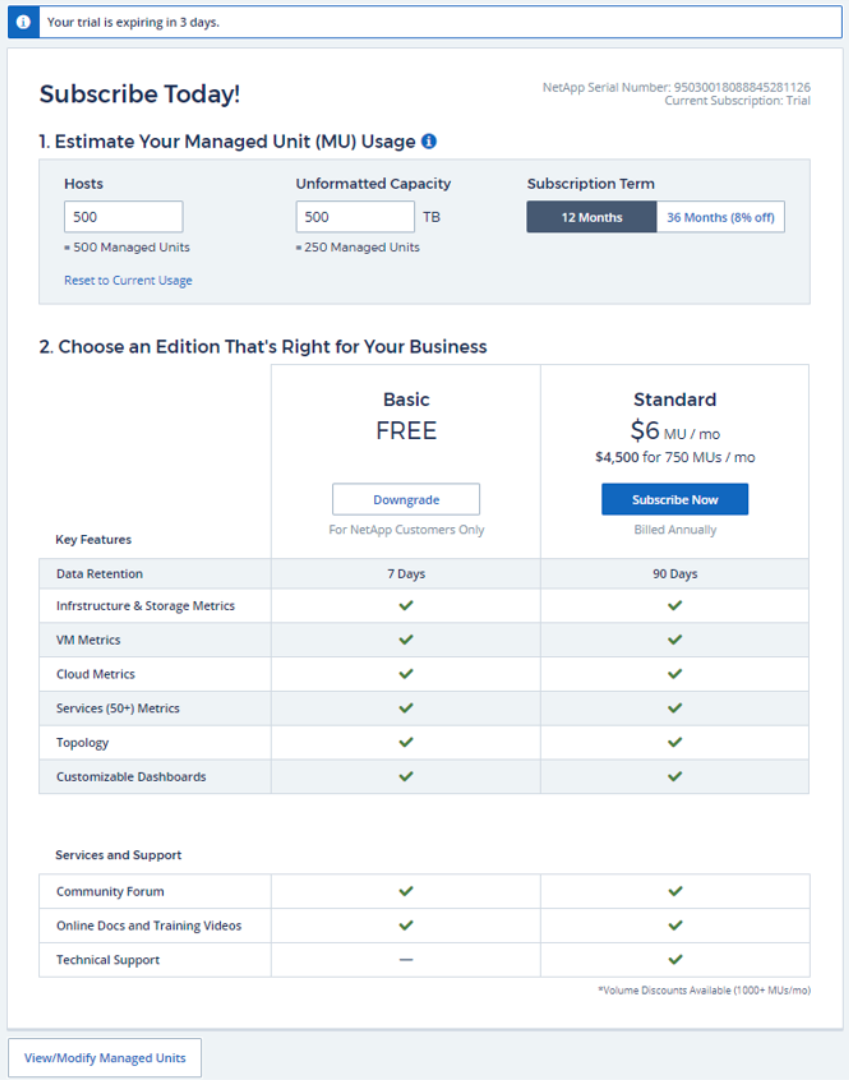 Your trial is expiring in 3 days.
Subscribe Today!
NetApp Serial Number: 95030018088845281126
Current Subscription: Trial
1. Estimate Your Managed Unit (MU) Usage
Hosts
Unformatted Capacity
Subscription Term
500
500 TB
12 Months
36 Months (8% off)
= 500 Managed Units
= 250 Managed Units
Reset to Current Usage
2. Choose an Edition That's Right for Your Business
Basic
FREE
Downgrade
For NetApp Customers Only
Standard
$6 MU / mo
$4,500 for 750 MUs / mo
Subscribe Now
Billed Annually
Key Features
Data Retention 7 Days 90 Days
Infrstructure & Storage Metrics
VM Metrics
Cloud Metrics
Services (50+) Metrics
Topology
Customizable Dashboards
Services and Support
Community Forum
Online Docs and Training Videos
Technical Support —
*Volume Discounts Available (1000+ MUs/mo)
View/Modify Managed Units